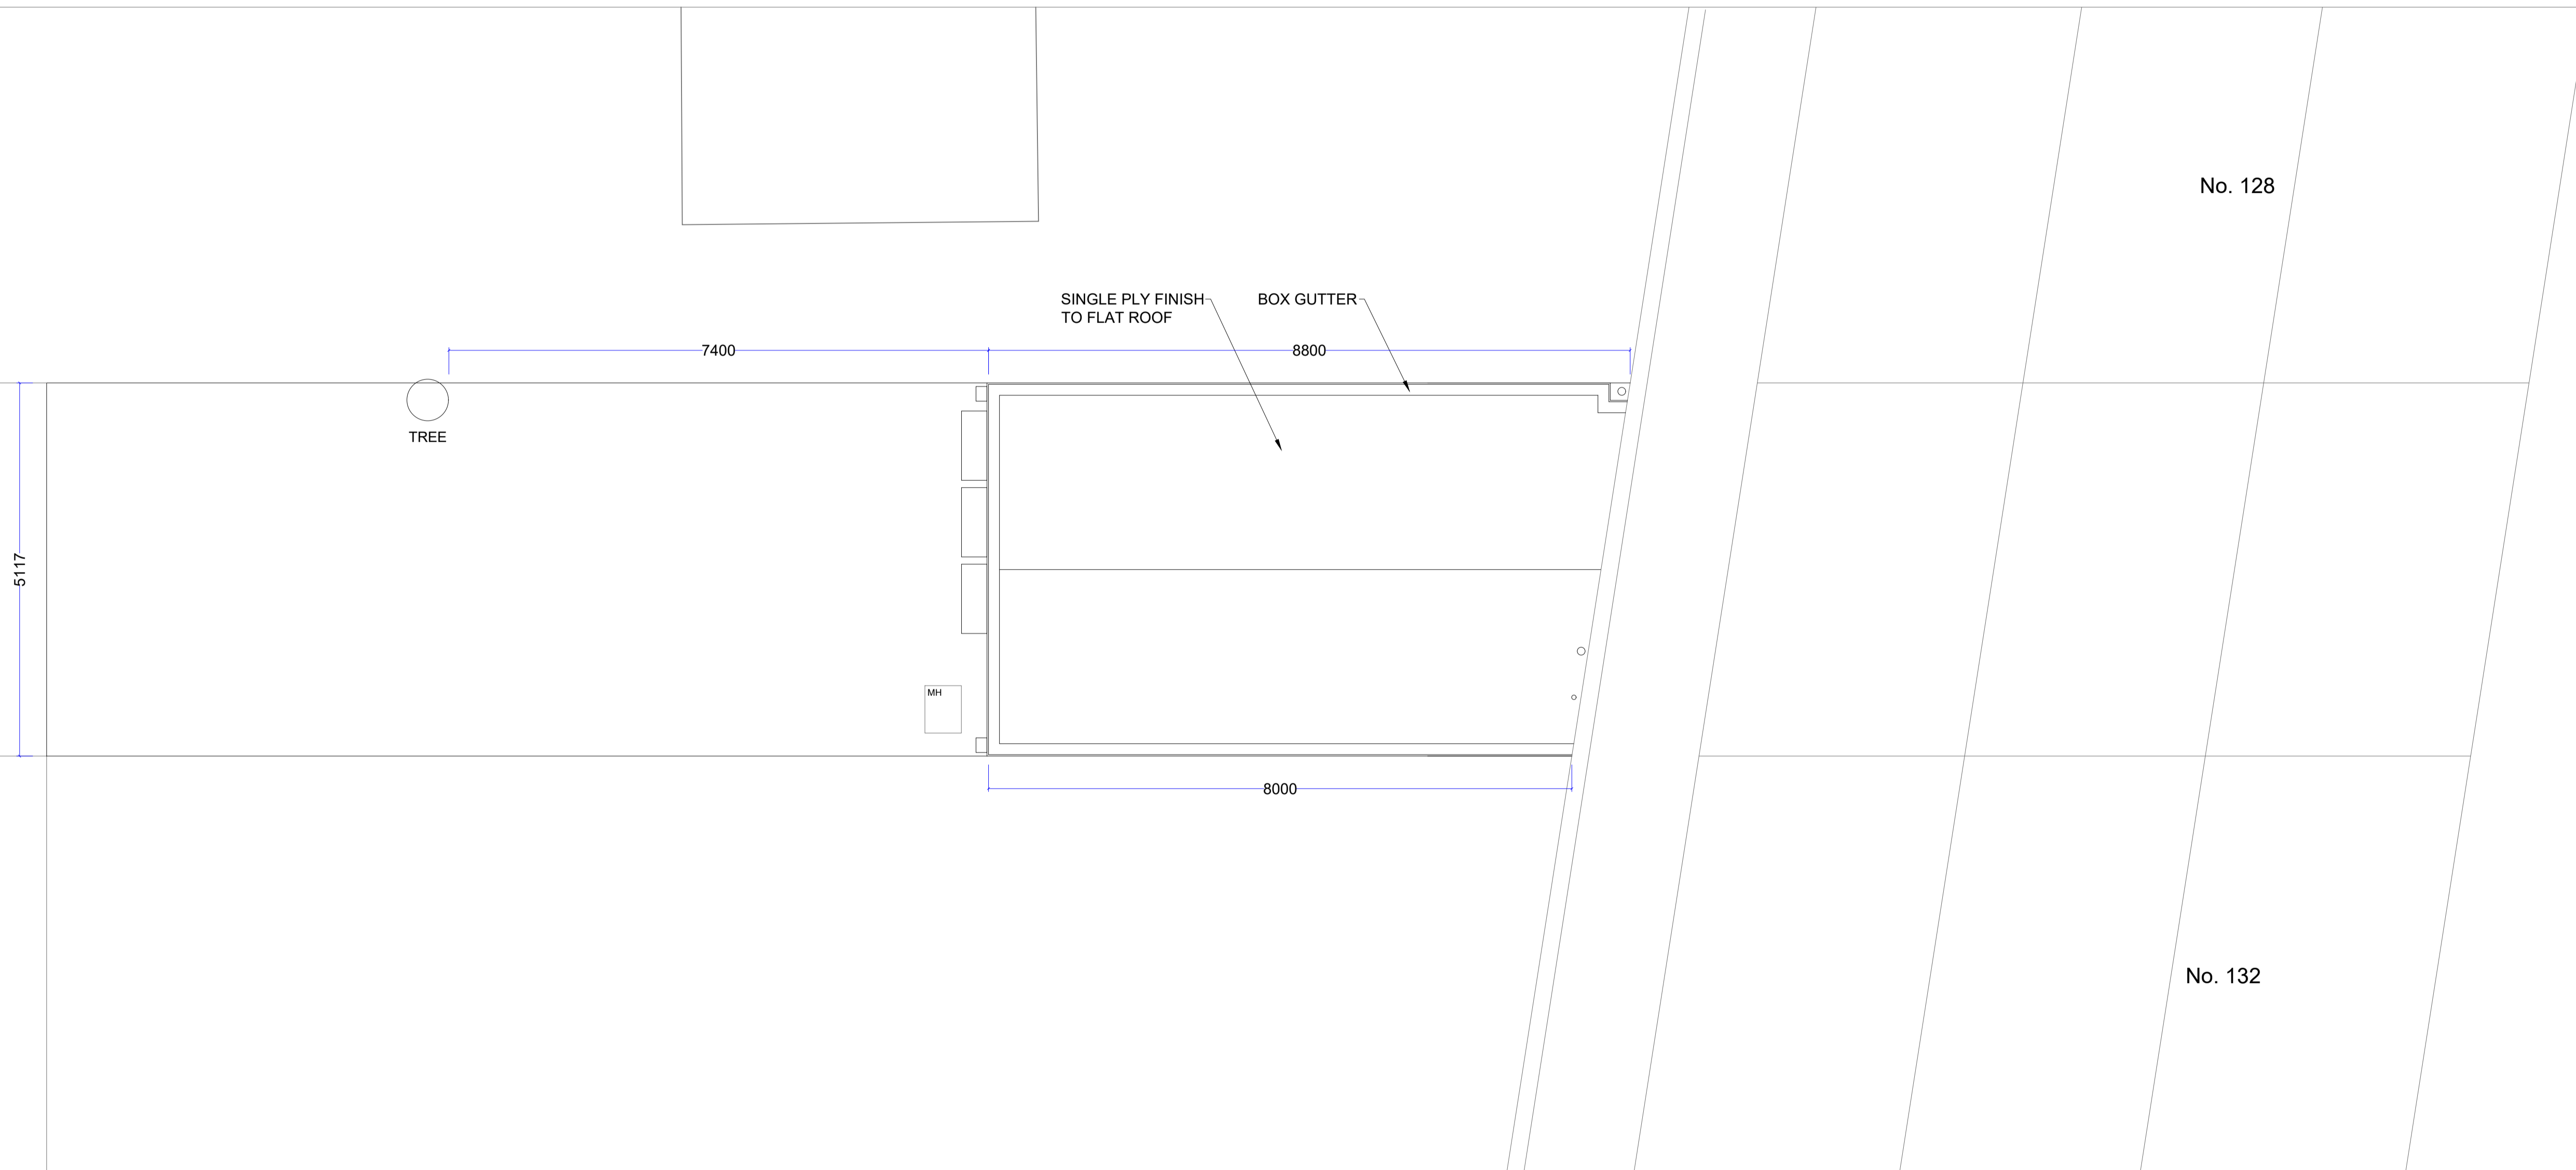 No. 128
SINGLE PLY FINISH
TO FLAT ROOF
BOX GUTTER
7400
8800
TREE
5117
MH
8000
No. 132